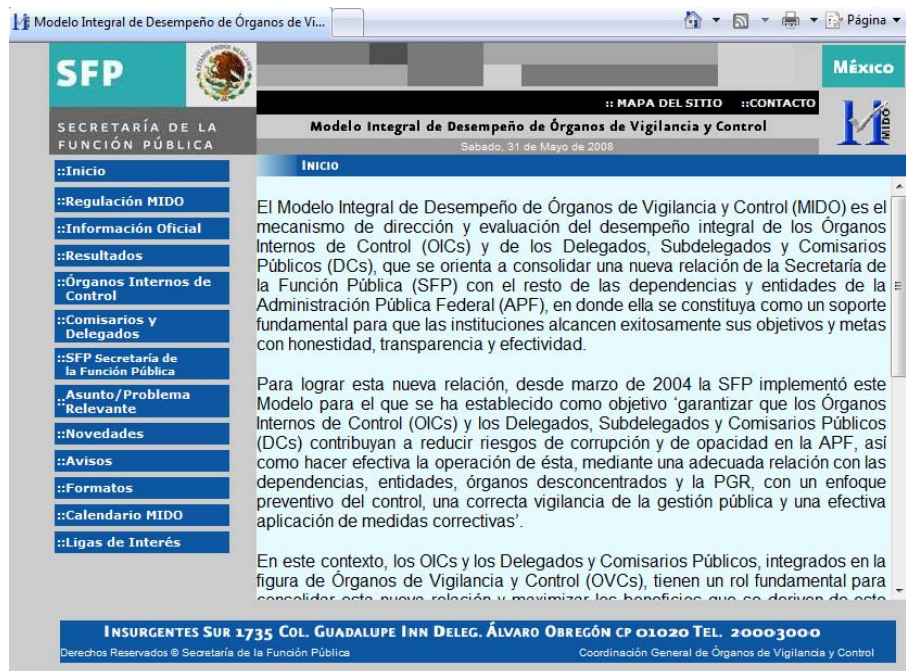 Modelo Integral de Desempeño de Órganos de Vi...
Página
SFP
México
:: MAPA DEL SITIO ::CONTACTO
SECRETARÍA DE LA
FUNCIÓN PÚBLICA
Modelo Integral de Desempeño de Órganos de Vigilancia y Control
Sabado, 31 de Mayo de 2008
MIDO
Inicio
::Inicio
::Regulación MIDO
::Información Oficial
::Resultados
::Órganos Internos de
Control
::Comisarios y
Delegados
::SFP Secretaría de
la Función Pública
::Asunto/Problema
Relevante
::Novedades
::Avisos
::Formatos
::Calendario MIDO
::Ligas de Interés
El Modelo Integral de Desempeño de Órganos de Vigilancia y Control (MIDO) es el
mecanismo de dirección y evaluación del desempeño integral de los Órganos
Internos de Control (OICs) y de los Delegados, Subdelegados y Comisarios
Públicos (DCs), que se orienta a consolidar una nueva relación de la Secretaría de
la Función Pública (SFP) con el resto de las dependencias y entidades de la
Administración Pública Federal (APF), en donde ella se constituya como un soporte
fundamental para que las instituciones alcancen exitosamente sus objetivos y metas
con honestidad, transparencia y efectividad.
Para lograr esta nueva relación, desde marzo de 2004 la SFP implementó este
Modelo para el que se ha establecido como objetivo ‘garantizar que los Órganos
Internos de Control (OICs) y los Delegados, Subdelegados y Comisarios Públicos
(DCs) contribuyan a reducir riesgos de corrupción y de opacidad en la APF, así
como hacer efectiva la operación de ésta, mediante una adecuada relación con las
dependencias, entidades, órganos desconcentrados y la PGR, con un enfoque
preventivo del control, una correcta vigilancia de la gestión pública y una efectiva
aplicación de medidas correctivas’.
En este contexto, los OICs y los Delegados y Comisarios Públicos, integrados en la
figura de Órganos de Vigilancia y Control (OVCs), tienen un rol fundamental para
consolidar esta nueva relación y maximizar los beneficios que se deriven de este
Insurgentes Sur 1735 Col. Guadalupe Inn Deleg. Álvaro Obregón cp 01020 Tel. 20003000
Derechos Reservados © Secretaría de la Función Pública
Coordinación General de Órganos de Vigilancia y Control